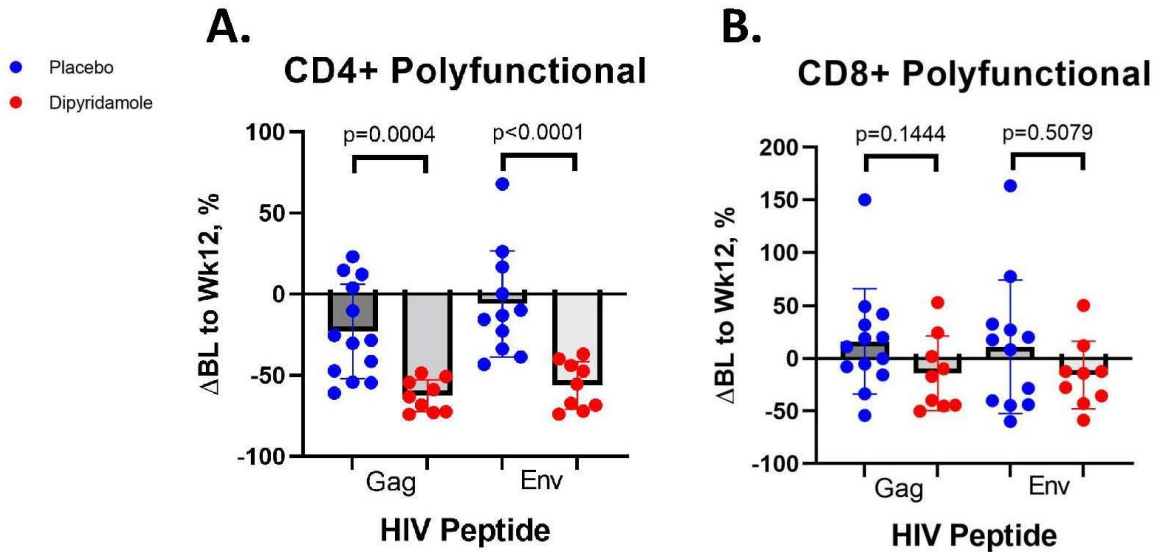 A.
B.
Placebo
Dipyridamole
CD4+ Polyfunctional
p=0.0004
p<0.0001
100
50
0
-50
-100
ΔBL to Wk12, %
Gag
Env
HIV Peptide
CD8+ Polyfunctional
p=0.1444
p=0.5079
200
150
100
50
0
-50
-100
ΔBL to Wk12, %
Gag
Env
HIV Peptide